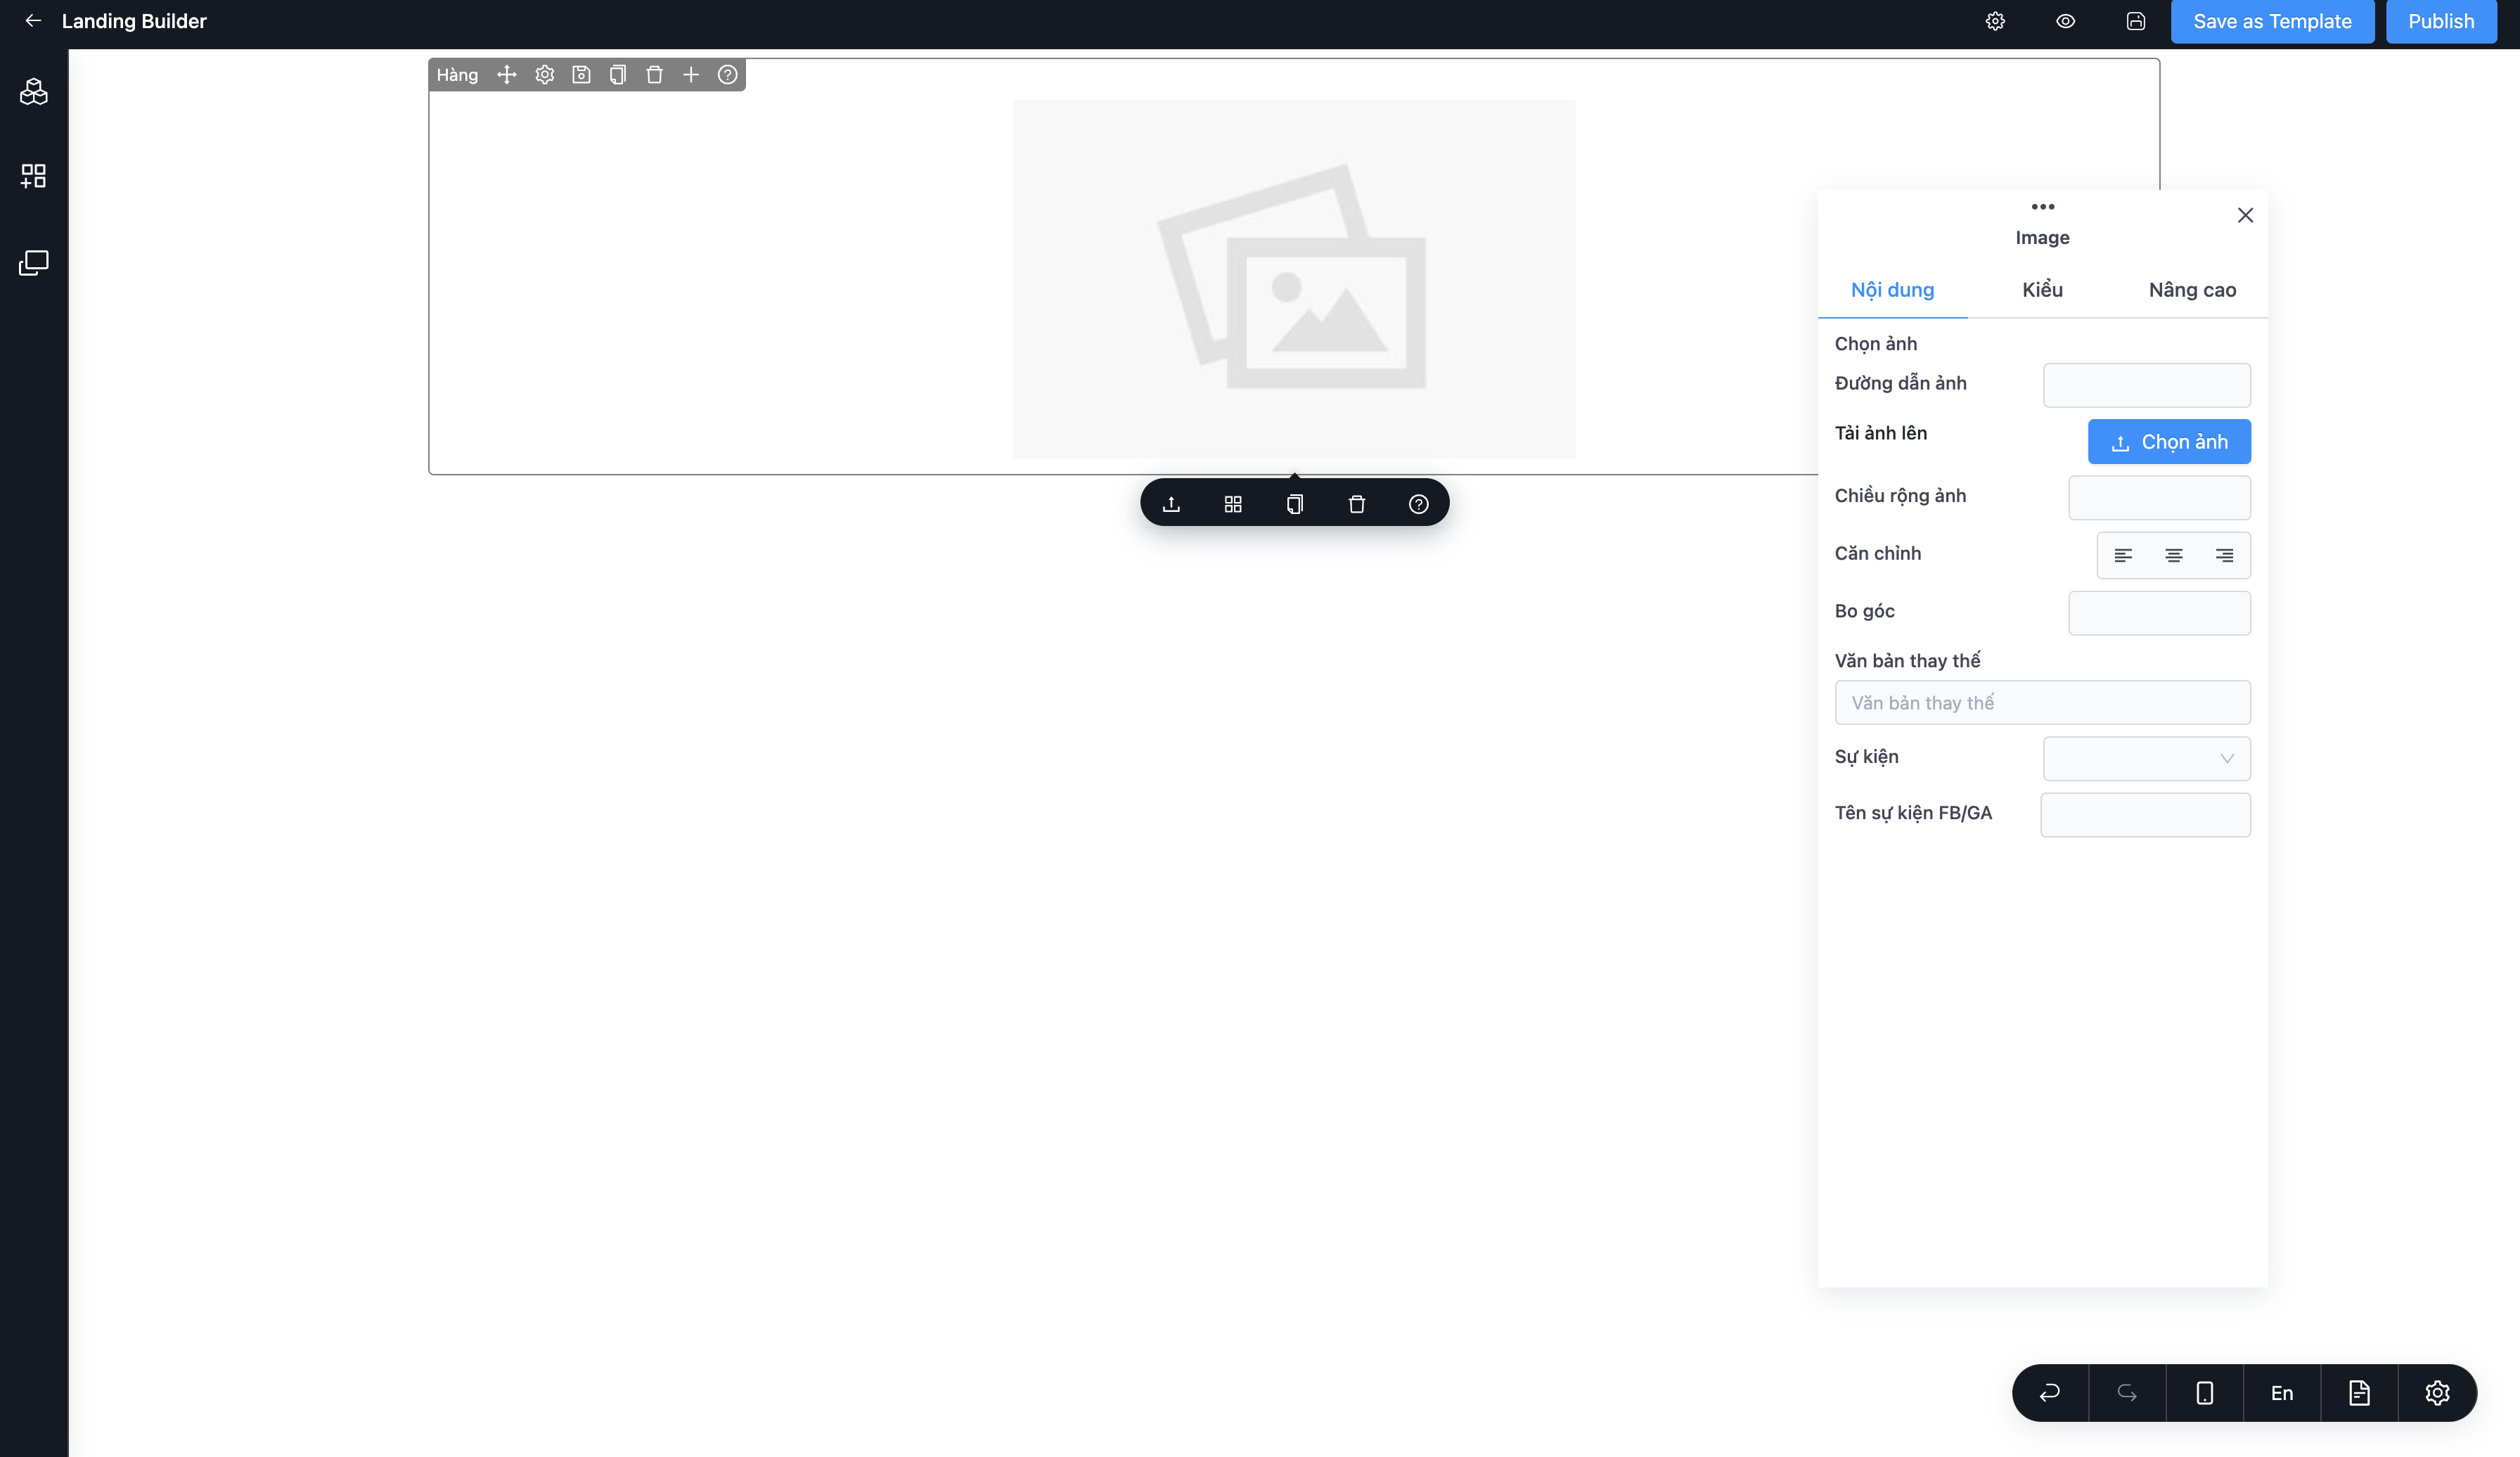 Landing Builder
Save as Template
Publish
Hàng
Image
Nội dung
Kiểu
Nâng cao
Chọn ảnh
Đường dẫn ảnh
Tải ảnh lên
Chọn ảnh
Chiều rộng ảnh
Căn chỉnh
Bo góc
Văn bản thay thế
Văn bản thay thế
Sự kiện
Tên sự kiện FB/GA
En